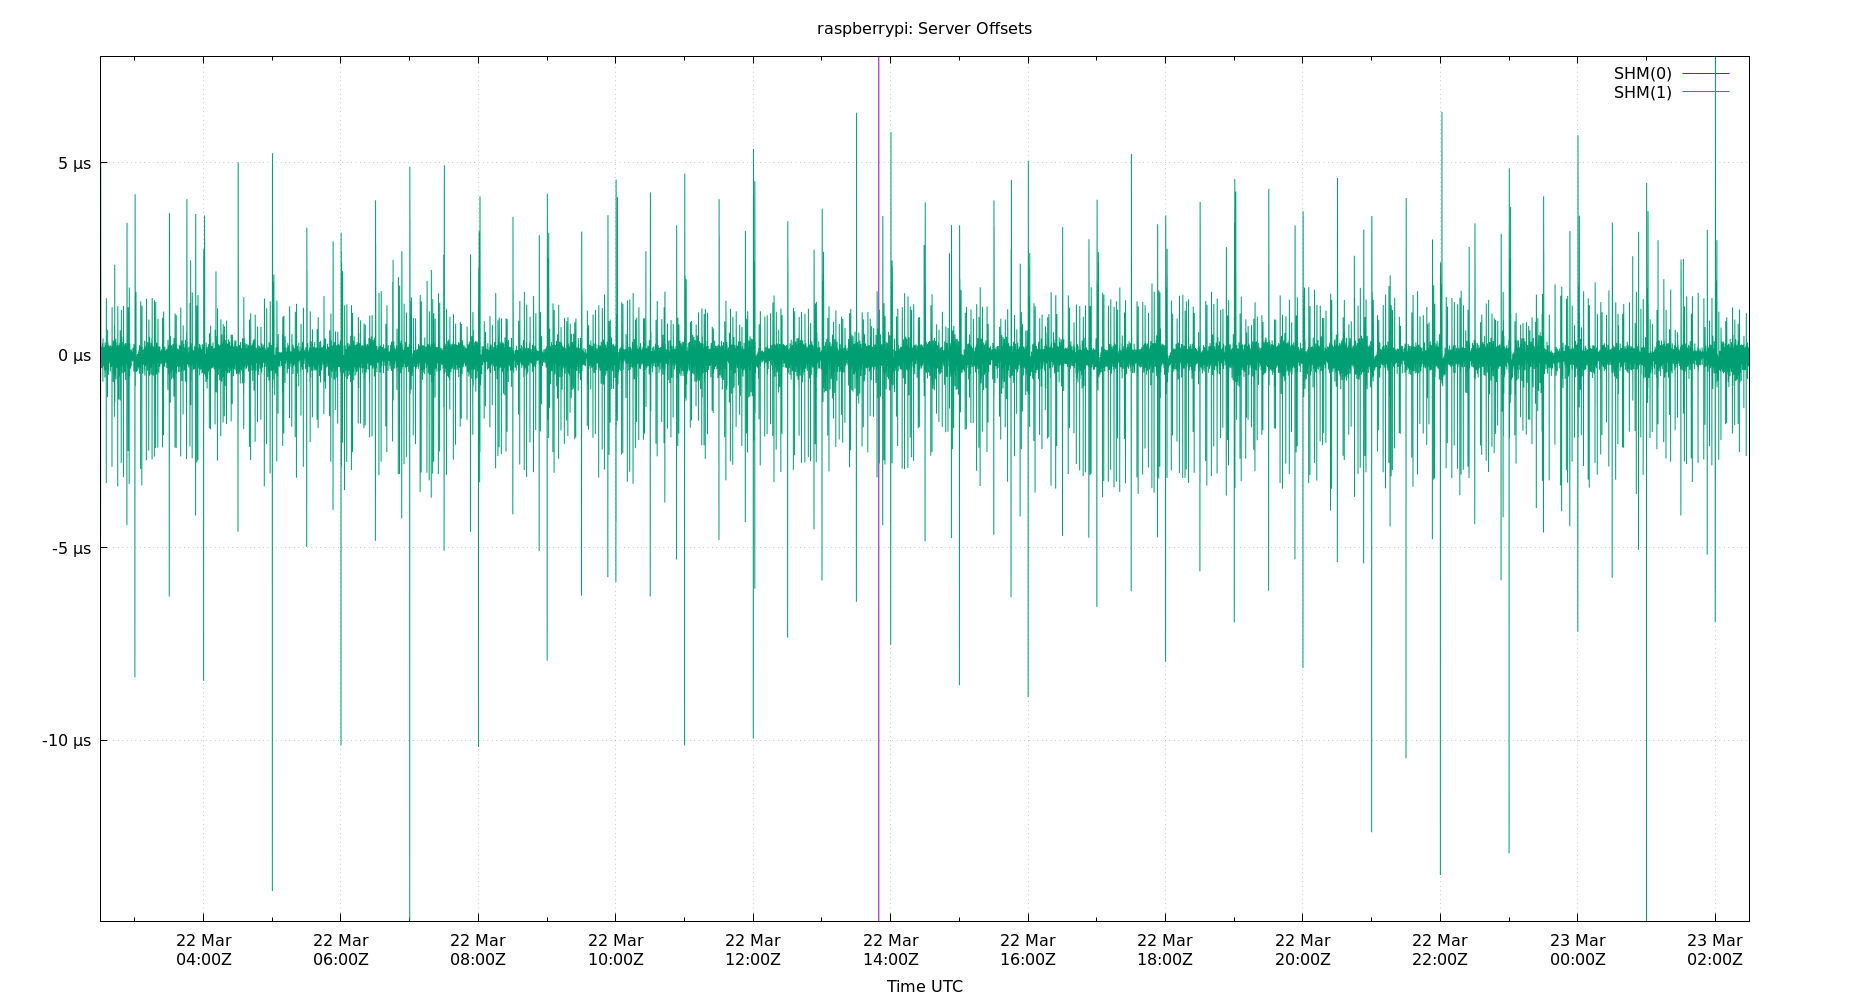 raspberrypi: Server Offsets
SHM(0)
SHM(1)
5 µs
0 µs
-5 µs
-10 µs
22 Mar 22 Mar 22 Mar 22 Mar 22 Mar 22 Mar 22 Mar 22 Mar 22 Mar 22 Mar 23 Mar 23 Mar
04:00Z 06:00Z 08:00Z 10:00Z 12:00Z 14:00Z 16:00Z 18:00Z 20:00Z 22:00Z 00:00Z 02:00Z
Time UTC